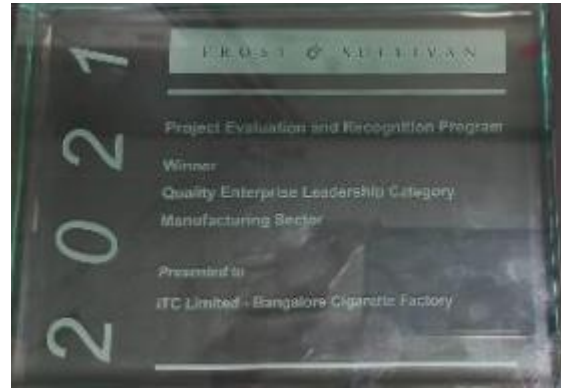 2021
FROST & SULLIVAN
Project Evaluation and Recognition Program
Winner
Quality Enterprise Leadership Category
Manufacturing Sector
Presented to
ITC Limited - Bangalore Cigarette Factory